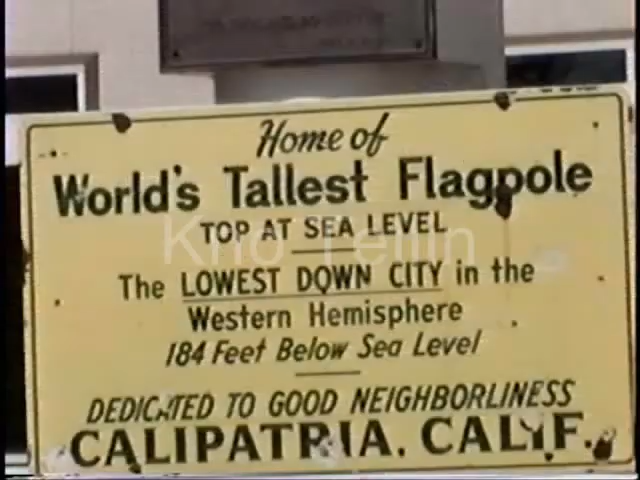 Home of
World's Tallest Flagpole
TOP AT SEA LEVEL
The LOWEST DOWN CITY in the
Western Hemisphere
184 Feet Below Sea Level
DEDICATED TO GOOD NEIGHBORLINESS
CALIPATRIA. CALIF.